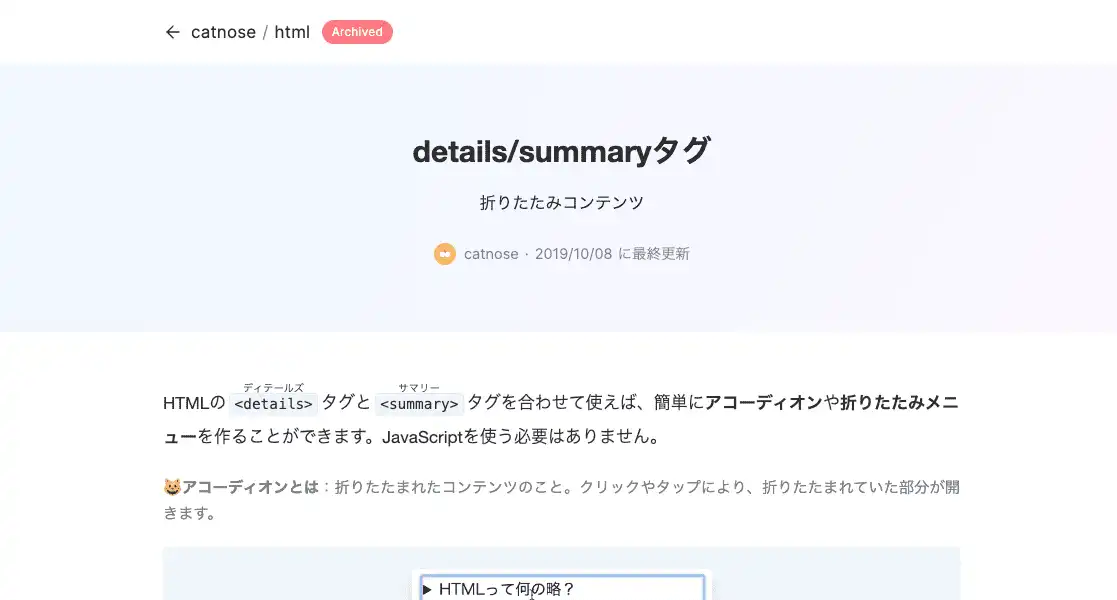 ← catnose / html Archived
details/summaryタグ
折りたたみコンテンツ
catnose · 2019/10/08 に最終更新
ディテールズ サマリー
HTMLの <details> タグと <summary> タグを合わせて使えば、簡単にアコーディオンや折りたたみメニ
ューを作ることができます。JavaScriptを使う必要はありません。
😺アコーディオンとは：折りたたまれたコンテンツのこと。クリックやタップにより、折りたたまれていた部分が開
きます。
▶ HTMLって何の略？